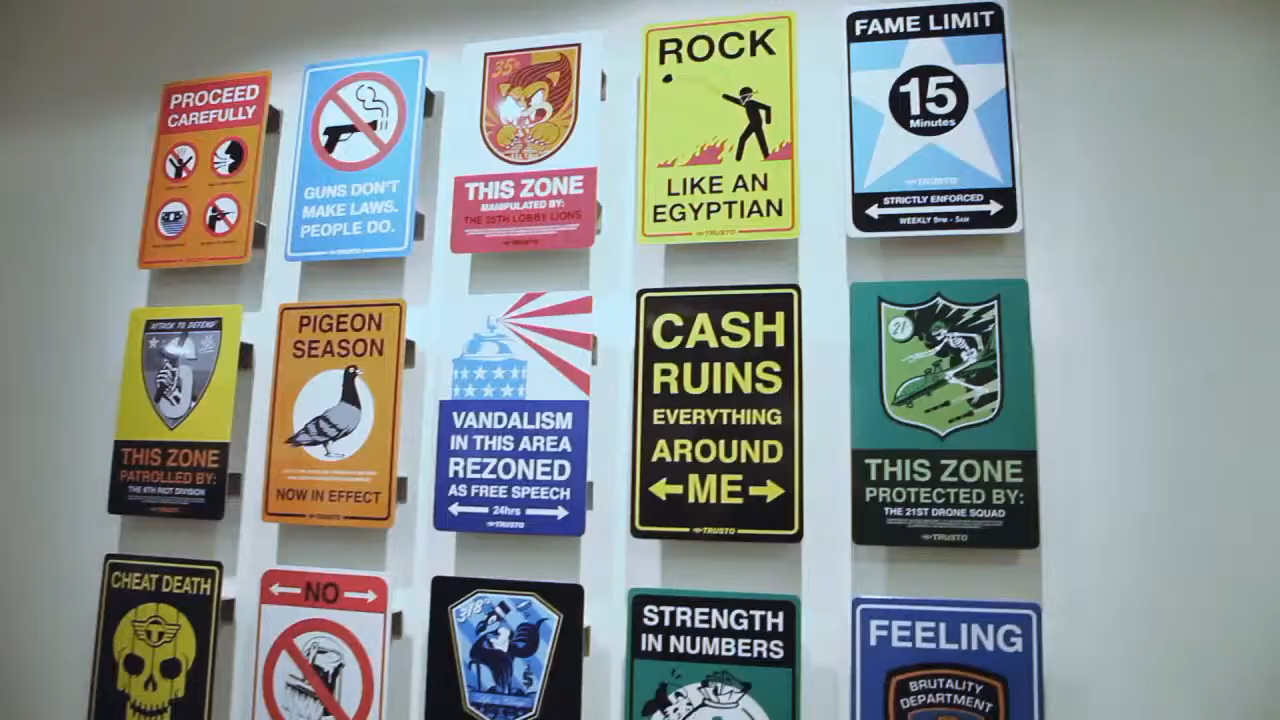 PROCEED
CAREFULLY
GUNS DON'T
MAKE LAWS.
PEOPLE DO.
35th
THIS ZONE
MANIPULATED BY:
THE 35TH LOBBY LIONS
ROCK
LIKE AN
EGYPTIAN
TRUSTO
FAME LIMIT
15
Minutes
TRUSTO
STRICTLY ENFORCED
WEEKLY 9PM - 5AM
ATTACK TO DEFEND
THIS ZONE
PATROLLED BY:
THE 6TH RIOT DIVISION
PIGEON
SEASON
NOW IN EFFECT
TRUSTO
VANDALISM
IN THIS AREA
REZONED
AS FREE SPEECH
24hrs
TRUSTO
CASH
RUINS
EVERYTHING
AROUND
ME
TRUSTO
21
THIS ZONE
PROTECTED BY:
THE 21ST DRONE SQUAD
TRUSTO
CHEAT DEATH
NO
STRENGTH
IN NUMBERS
FEELING
BRUTALITY
DEPARTMENT